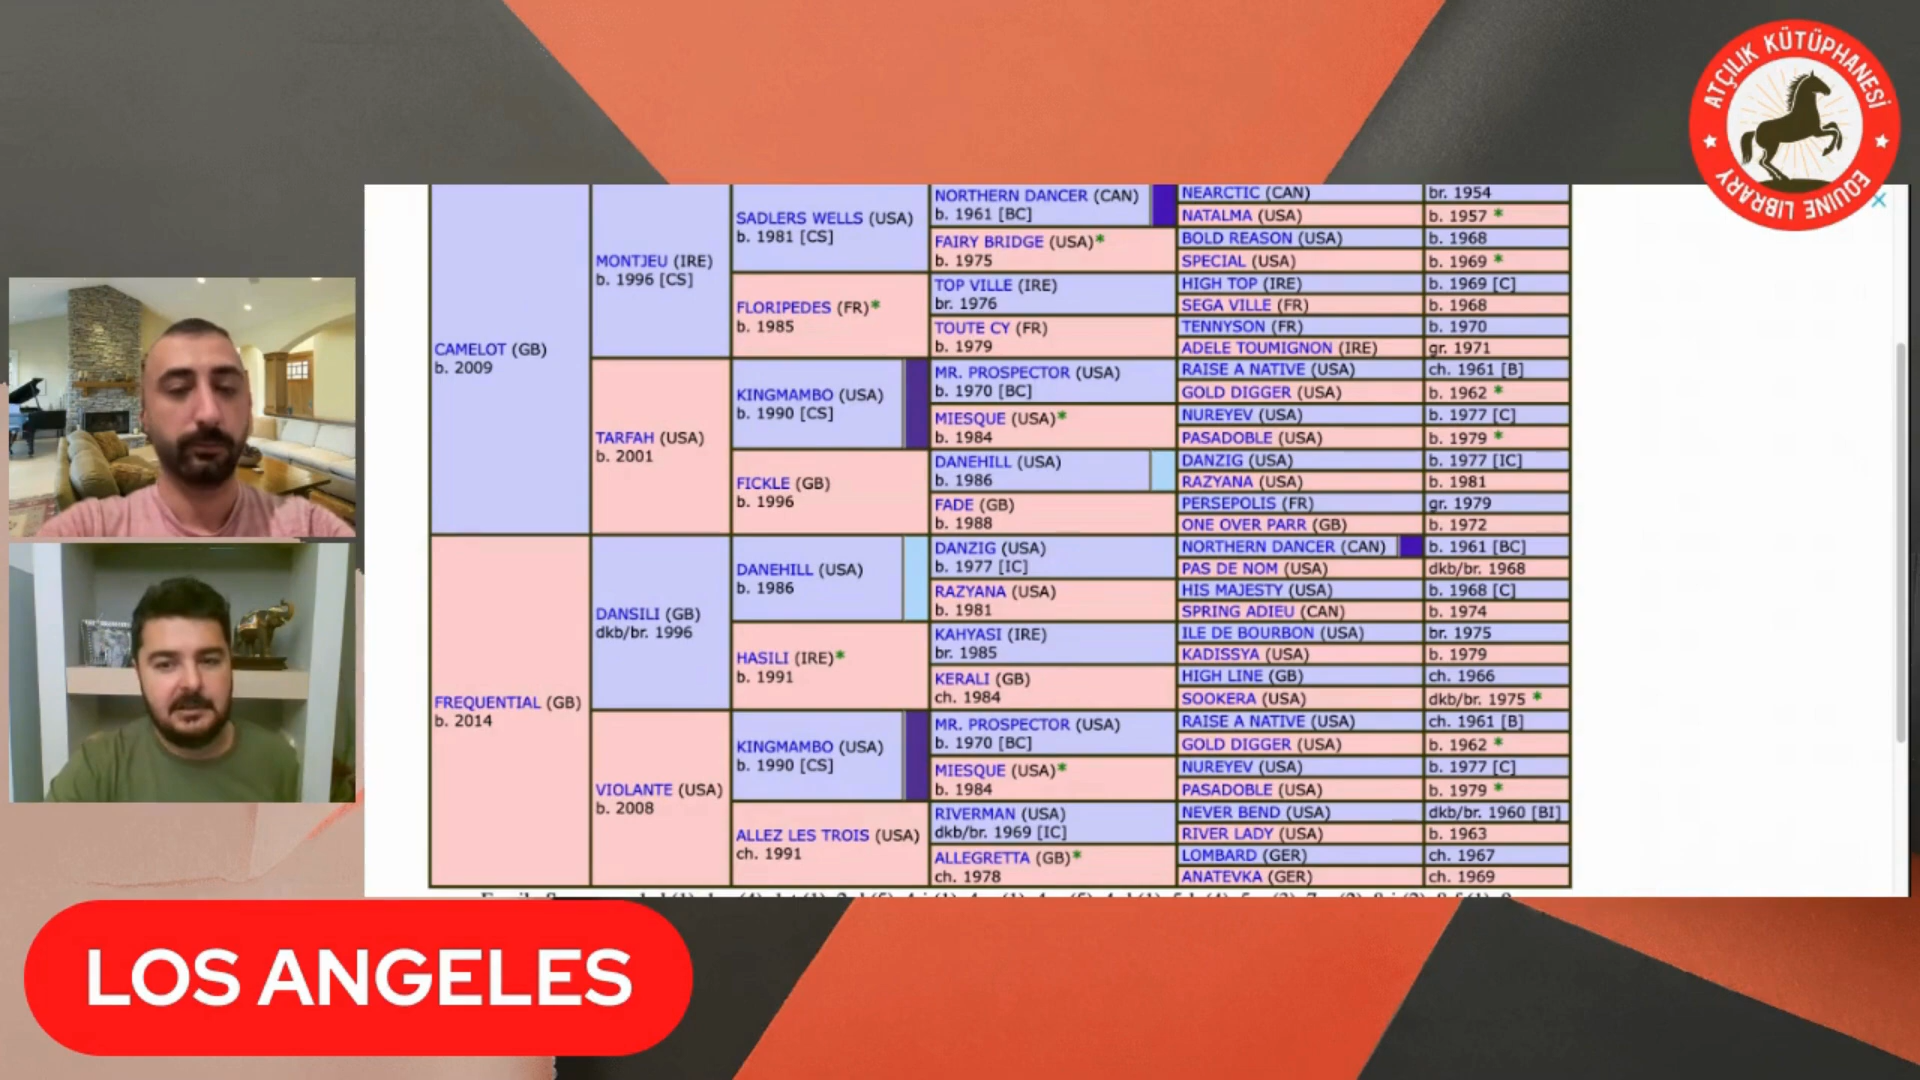 ATÇILIK KÜTÜPHANESİ
EQUINE LIBRARY
CAMELOT (GB)
b. 2009
FREQUENTIAL (GB)
b. 2014
MONTJEU (IRE)
b. 1996 [CS]
TARFAH (USA)
b. 2001
DANSILI (GB)
dkb/br. 1996
VIOLANTE (USA)
b. 2008
SADLERS WELLS (USA)
b. 1981 [CS]
FLORIPEDES (FR)*
b. 1985
KINGMAMBO (USA)
b. 1990 [CS]
FICKLE (GB)
b. 1996
DANEHILL (USA)
b. 1986
HASILI (IRE)*
b. 1991
KINGMAMBO (USA)
b. 1990 [CS]
ALLEZ LES TROIS (USA)
ch. 1991
NORTHERN DANCER (CAN)
b. 1961 [BC]
FAIRY BRIDGE (USA)*
b. 1975
TOP VILLE (IRE)
br. 1976
TOUTE CY (FR)
b. 1979
MR. PROSPECTOR (USA)
b. 1970 [BC]
MIESQUE (USA)*
b. 1984
DANEHILL (USA)
b. 1986
FADE (GB)
b. 1988
DANZIG (USA)
b. 1977 [IC]
RAZYANA (USA)
b. 1981
KAHYASI (IRE)
br. 1985
KERALI (GB)
ch. 1984
MR. PROSPECTOR (USA)
b. 1970 [BC]
MIESQUE (USA)*
b. 1984
RIVERMAN (USA)
dkb/br. 1969 [IC]
ALLEGRETTA (GB)*
ch. 1978
NEARCTIC (CAN) br. 1954
NATALMA (USA) b. 1957 *
BOLD REASON (USA) b. 1968
SPECIAL (USA) b. 1969 *
HIGH TOP (IRE) b. 1969 [C]
SEGA VILLE (FR) b. 1968
TENNYSON (FR) b. 1970
ADELE TOUMIGNON (IRE) gr. 1971
RAISE A NATIVE (USA) ch. 1961 [B]
GOLD DIGGER (USA) b. 1962 *
NUREYEV (USA) b. 1977 [C]
PASADOBLE (USA) b. 1979 *
DANZIG (USA) b. 1977 [IC]
RAZYANA (USA) b. 1981
PERSEPOLIS (FR) gr. 1979
ONE OVER PARR (GB) b. 1972
NORTHERN DANCER (CAN) b. 1961 [BC]
PAS DE NOM (USA) dkb/br. 1968
HIS MAJESTY (USA) b. 1968 [C]
SPRING ADIEU (CAN) b. 1974
ILE DE BOURBON (USA) br. 1975
KADISSYA (USA) b. 1979
HIGH LINE (GB) ch. 1966
SOOKERA (USA) dkb/br. 1975 *
RAISE A NATIVE (USA) ch. 1961 [B]
GOLD DIGGER (USA) b. 1962 *
NUREYEV (USA) b. 1977 [C]
PASADOBLE (USA) b. 1979 *
NEVER BEND (USA) dkb/br. 1960 [BI]
RIVER LADY (USA) b. 1963
LOMBARD (GER) ch. 1967
ANATEVKA (GER) ch. 1969
LOS ANGELES